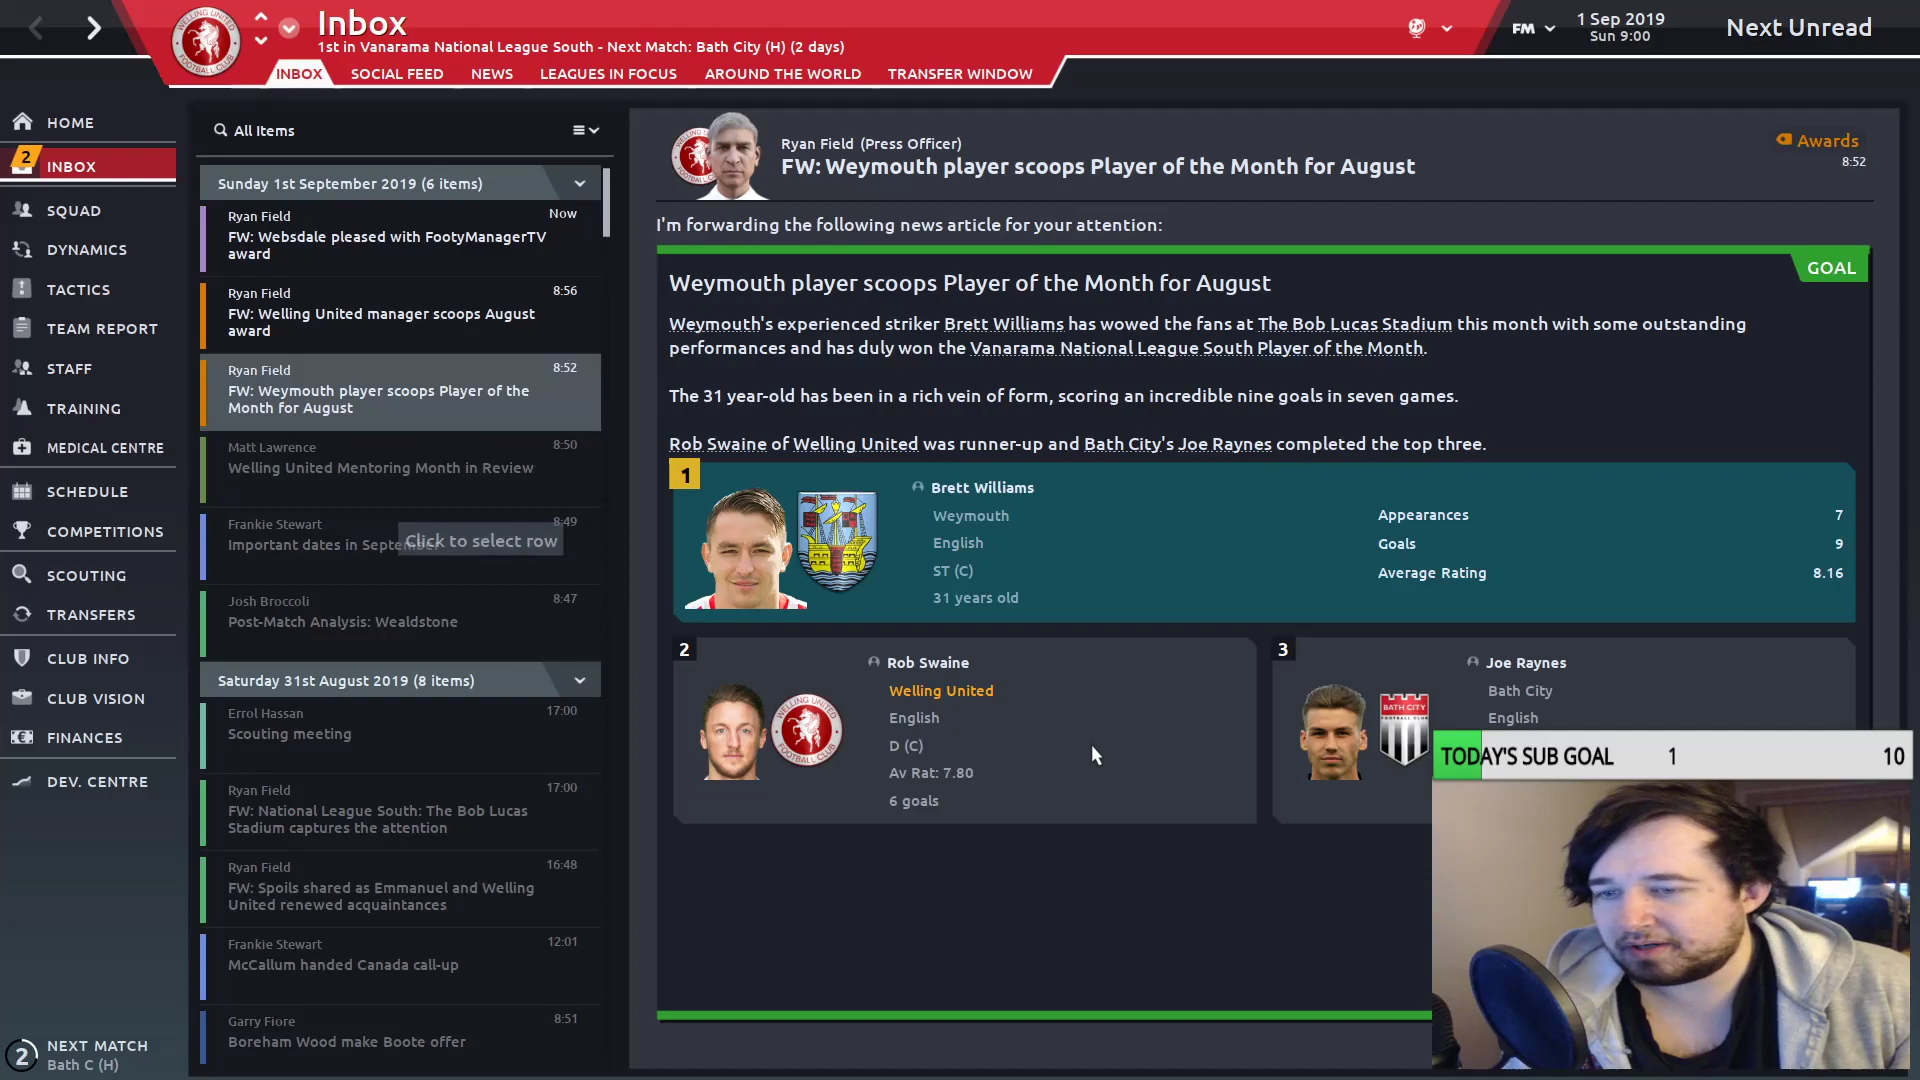 Inbox
1st in Vanarama National League South - Next Match: Bath City (H) (2 days)
FM
1 Sep 2019
Sun 9:00
Next Unread
INBOX
SOCIAL FEED
NEWS
LEAGUES IN FOCUS
AROUND THE WORLD
TRANSFER WINDOW
HOME
2
INBOX
SQUAD
DYNAMICS
TACTICS
TEAM REPORT
STAFF
TRAINING
MEDICAL CENTRE
SCHEDULE
COMPETITIONS
SCOUTING
TRANSFERS
CLUB INFO
CLUB VISION
FINANCES
DEV. CENTRE
2
NEXT MATCH
Bath C (H)
All Items
Sunday 1st September 2019 (6 items)
Ryan Field
Now
FW: Websdale pleased with FootyManagerTV
award
Ryan Field
8:56
FW: Welling United manager scoops August
award
Ryan Field
8:52
FW: Weymouth player scoops Player of the
Month for August
Matt Lawrence
8:50
Welling United Mentoring Month in Review
Frankie Stewart
8:49
Important dates in September
Click to select row
Josh Broccoli
8:47
Post-Match Analysis: Wealdstone
Saturday 31st August 2019 (8 items)
Errol Hassan
17:00
Scouting meeting
Ryan Field
17:00
FW: National League South: The Bob Lucas
Stadium captures the attention
Ryan Field
16:48
FW: Spoils shared as Emmanuel and Welling
United renewed acquaintances
Frankie Stewart
12:01
McCallum handed Canada call-up
Garry Fiore
8:51
Boreham Wood make Boote offer
Ryan Field (Press Officer)
FW: Weymouth player scoops Player of the Month for August
Awards
8:52
I'm forwarding the following news article for your attention:
GOAL
Weymouth player scoops Player of the Month for August
Weymouth's experienced striker Brett Williams has wowed the fans at The Bob Lucas Stadium this month with some outstanding
performances and has duly won the Vanarama National League South Player of the Month.
The 31 year-old has been in a rich vein of form, scoring an incredible nine goals in seven games.
Rob Swaine of Welling United was runner-up and Bath City's Joe Raynes completed the top three.
1
Brett Williams
Weymouth
English
ST (C)
31 years old
Appearances
7
Goals
9
Average Rating
8.16
2
Rob Swaine
Welling United
English
D (C)
Av Rat: 7.80
6 goals
WELLING UNITED
FOOTBALL CLUB
3
Joe Raynes
Bath City
English
BATH CITY
TODAY'S SUB GOAL
1
10